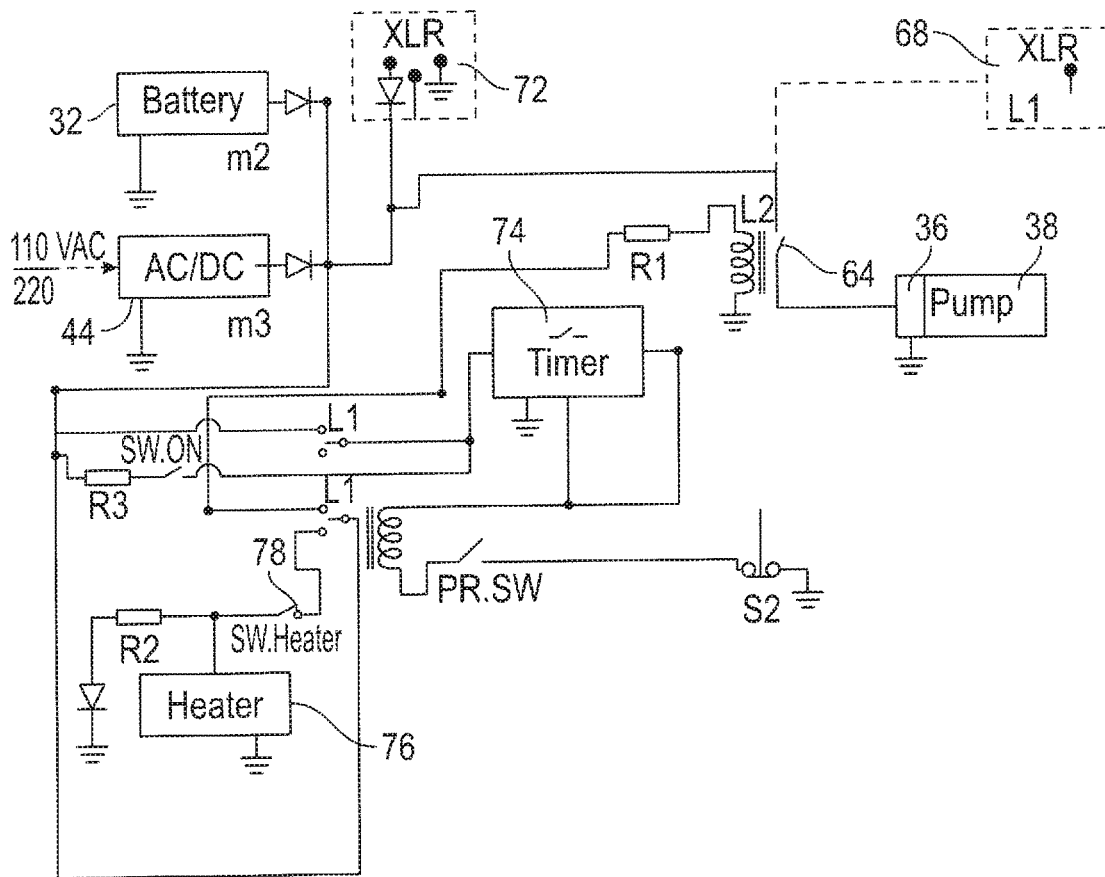 XLR
72
68
XLR
L1
32
Battery
m2
110 VAC
220
AC/DC
44
m3
74
R1
L2
64
36
38
Pump
Timer
L1
SW.ON
R3
L1
78
PR.SW
S2
R2
SW.Heater
Heater
76